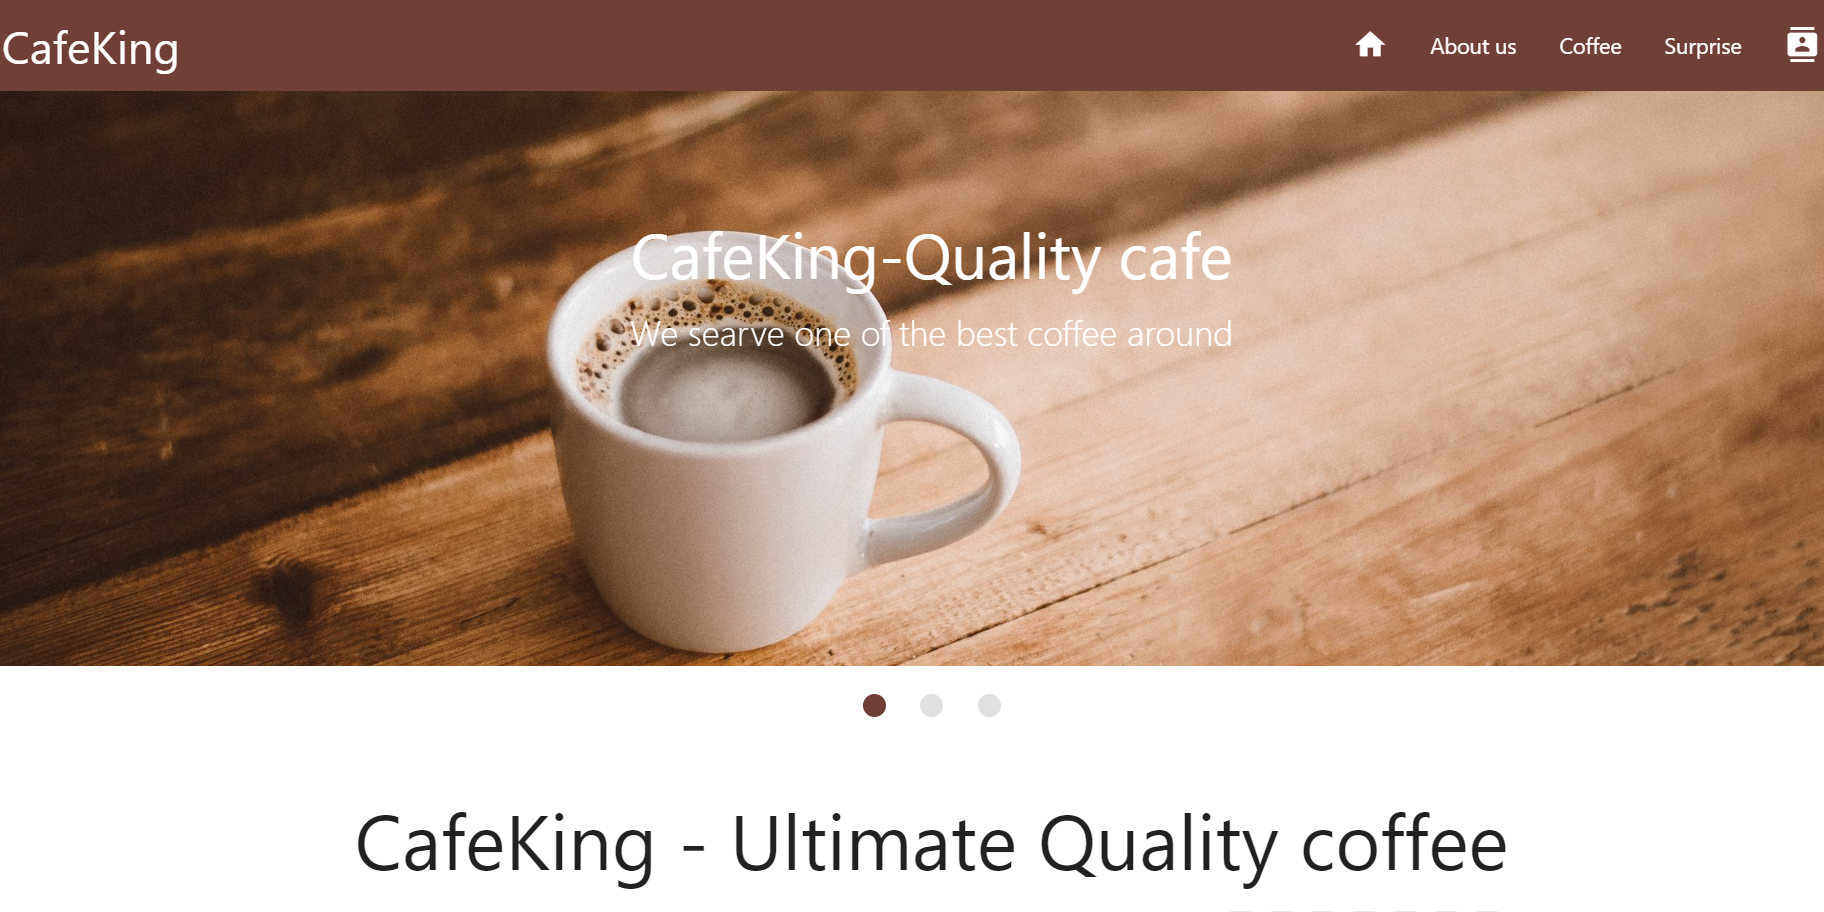 CafeKing
About us
Coffee
Surprise
CafeKing-Quality cafe
We searve one of the best coffee around
CafeKing - Ultimate Quality coffee